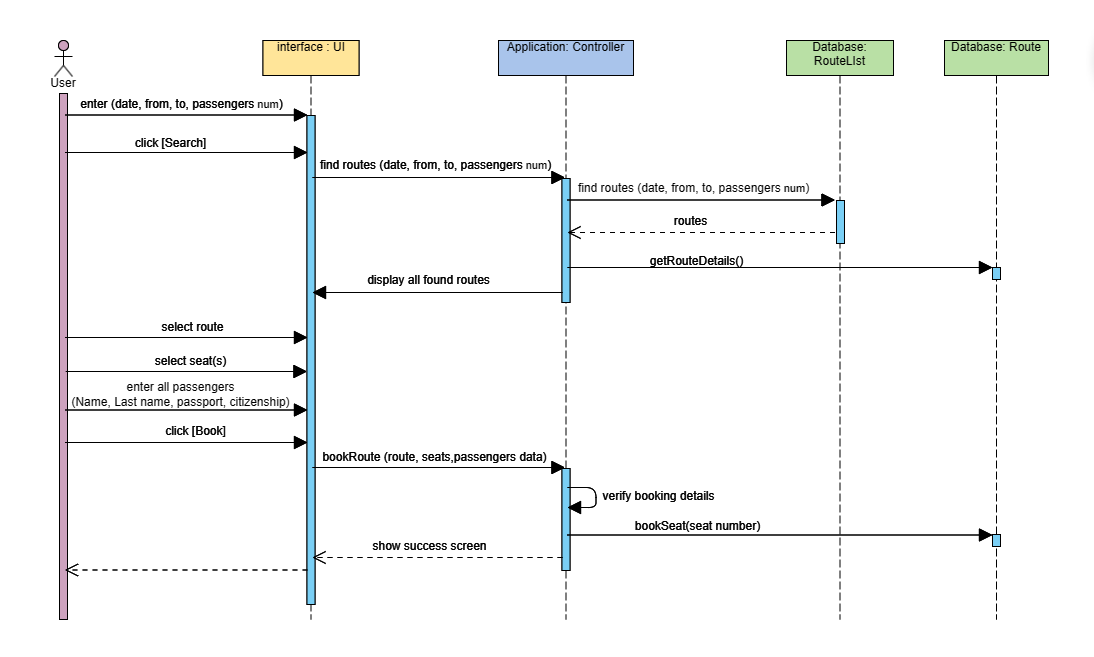 interface : UI
Application: Controller
Database:
RouteLIst
Database: Route
User
enter (date, from, to, passengers num)
click [Search]
find routes (date, from, to, passengers num)
find routes (date, from, to, passengers num)
routes
getRouteDetails()
display all found routes
select route
select seat(s)
enter all passengers
(Name, Last name, passport, citizenship)
click [Book]
bookRoute (route, seats,passengers data)
verify booking details
bookSeat(seat number)
show success screen